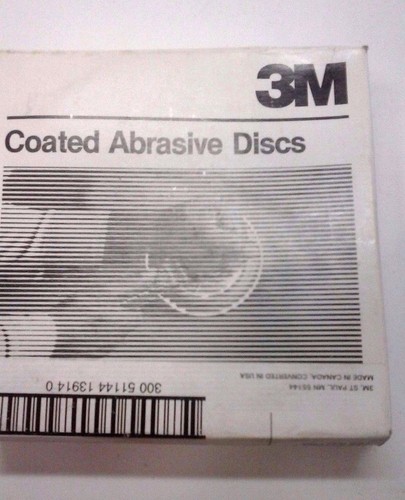 3M
Coated Abrasive Discs
3M, ST PAUL, MN 55144
MADE IN CANADA, CONVERTED IN USA
300 51144 13914 0